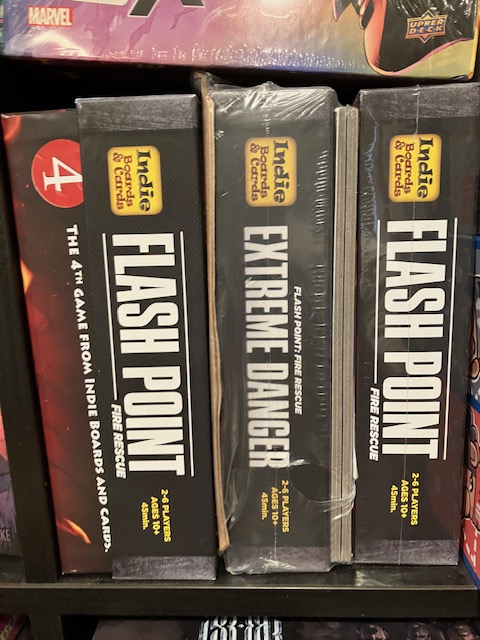 MARVEL
UPPER DECK
4
THE 4TH GAME FROM INDIE BOARDS AND CARDS.
Indie
Boards
& Cards
FLASH POINT
FIRE RESCUE
2-6 PLAYERS
AGES 10+
45min.
Indie
Boards
& Cards
FLASH POINT: FIRE RESCUE
EXTREME DANGER
2-6 PLAYERS
AGES 10+
45min.
Indie
Boards
& Cards
FLASH POINT
FIRE RESCUE
2-6 PLAYERS
AGES 10+
45min.